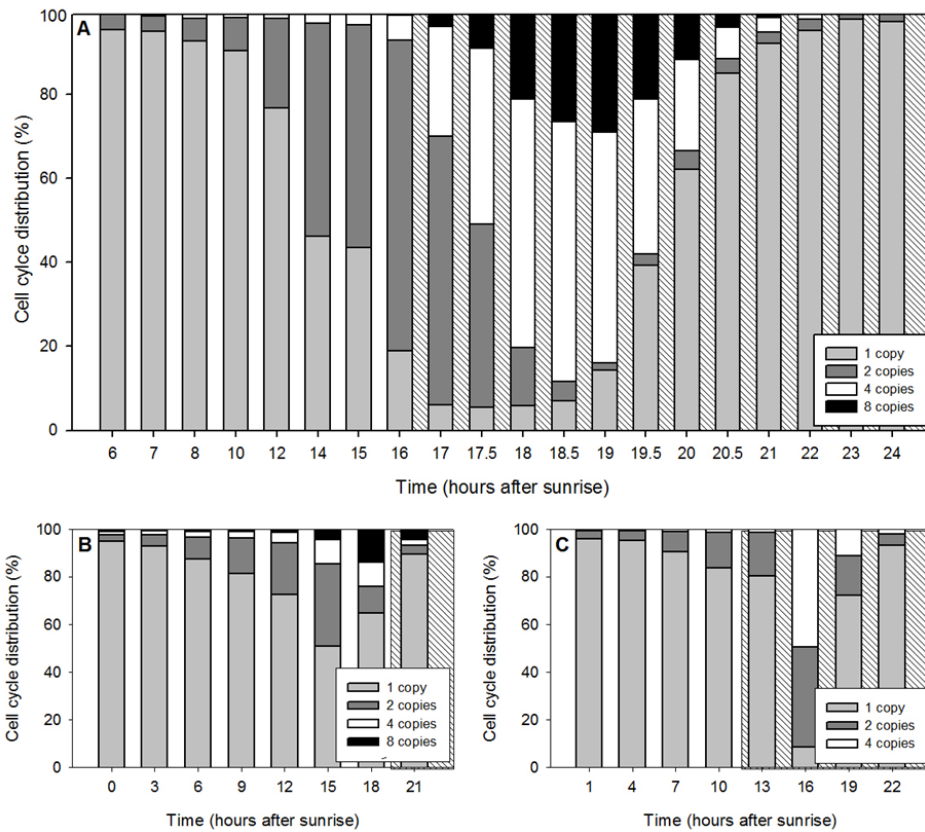 A
Cell cylce distribution (%)
100
80
60
40
20
0
6 7 8 10 12 14 15 16 17 17.5 18 18.5 19 19.5 20 20.5 21 22 23 24
Time (hours after sunrise)
1 copy
2 copies
4 copies
8 copies
B
Cell cycle distribution (%)
100
80
60
40
20
0
0 3 6 9 12 15 18 21
Time (hours after sunrise)
1 copy
2 copies
4 copies
8 copies
C
Cell cycle distribution (%)
100
80
60
40
20
0
1 4 7 10 13 16 19 22
Time (hours after sunrise)
1 copy
2 copies
4 copies